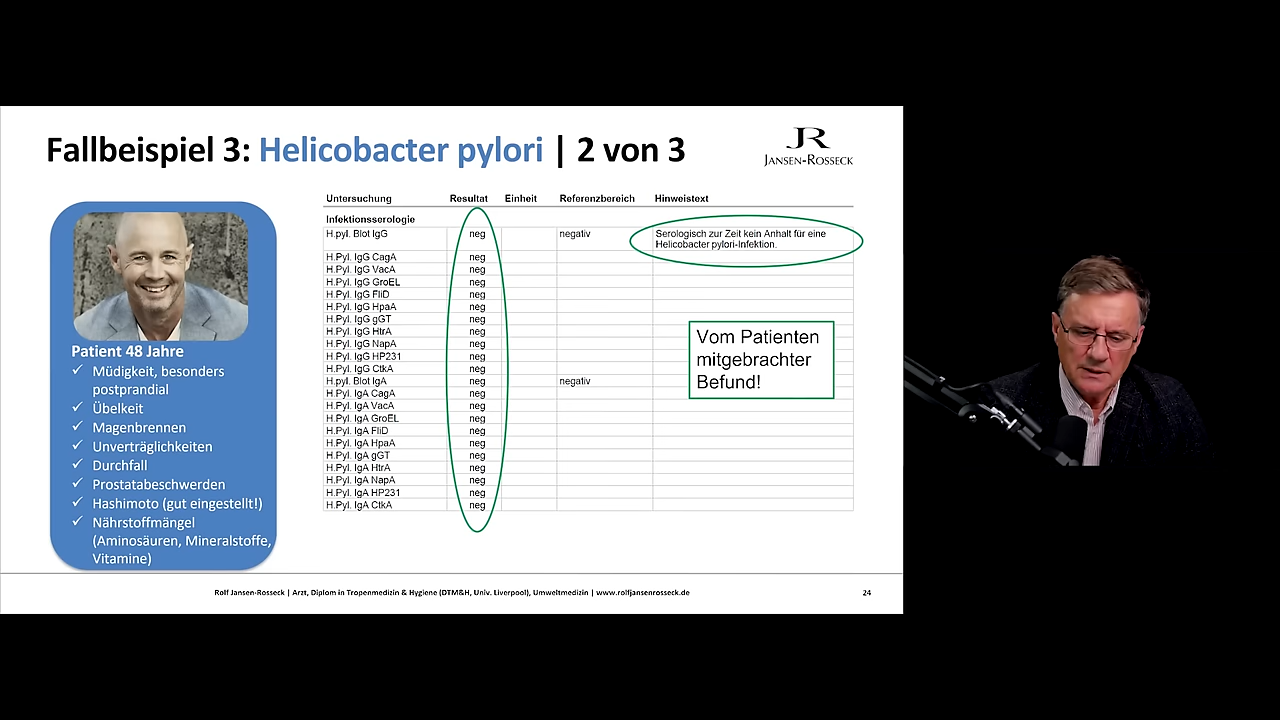 Fallbeispiel 3: Helicobacter pylori | 2 von 3
JR
JANSEN-ROSSECK
Patient 48 Jahre
✓ Müdigkeit, besonders
postprandial
✓ Übelkeit
✓ Magenbrennen
✓ Unverträglichkeiten
✓ Durchfall
✓ Prostatabeschwerden
✓ Hashimoto (gut eingestellt!)
✓ Nährstoffmängel
(Aminosäuren, Mineralstoffe,
Vitamine)
Untersuchung Resultat Einheit Referenzbereich Hinweistext
Infektionsserologie
H.pyl. Blot IgG neg negativ Serologisch zur Zeit kein Anhalt für eine
Helicobacter pylori-Infektion.
H.Pyl. IgG CagA neg
H.Pyl. IgG VacA neg
H.Pyl. IgG GroEL neg
H.Pyl. IgG FliD neg
H.Pyl. IgG HpaA neg
H.Pyl. IgG gGT neg
H.Pyl. IgG HtrA neg
H.Pyl. IgG NapA neg
H.Pyl. IgG HP231 neg
H.Pyl. IgG CtkA neg
H.pyl. Blot IgA neg negativ
H.Pyl. IgA CagA neg
H.Pyl. IgA VacA neg
H.Pyl. IgA GroEL neg
H.Pyl. IgA FliD neg
H.Pyl. IgA HpaA neg
H.Pyl. IgA gGT neg
H.Pyl. IgA HtrA neg
H.Pyl. IgA NapA neg
H.Pyl. IgA HP231 neg
H.Pyl. IgA CtkA neg
Vom Patienten
mitgebrachter
Befund!
Rolf Jansen-Rosseck | Arzt, Diplom in Tropenmedizin & Hygiene (DTM&H, Univ. Liverpool), Umweltmedizin | www.rolfjansenrosseck.de
24